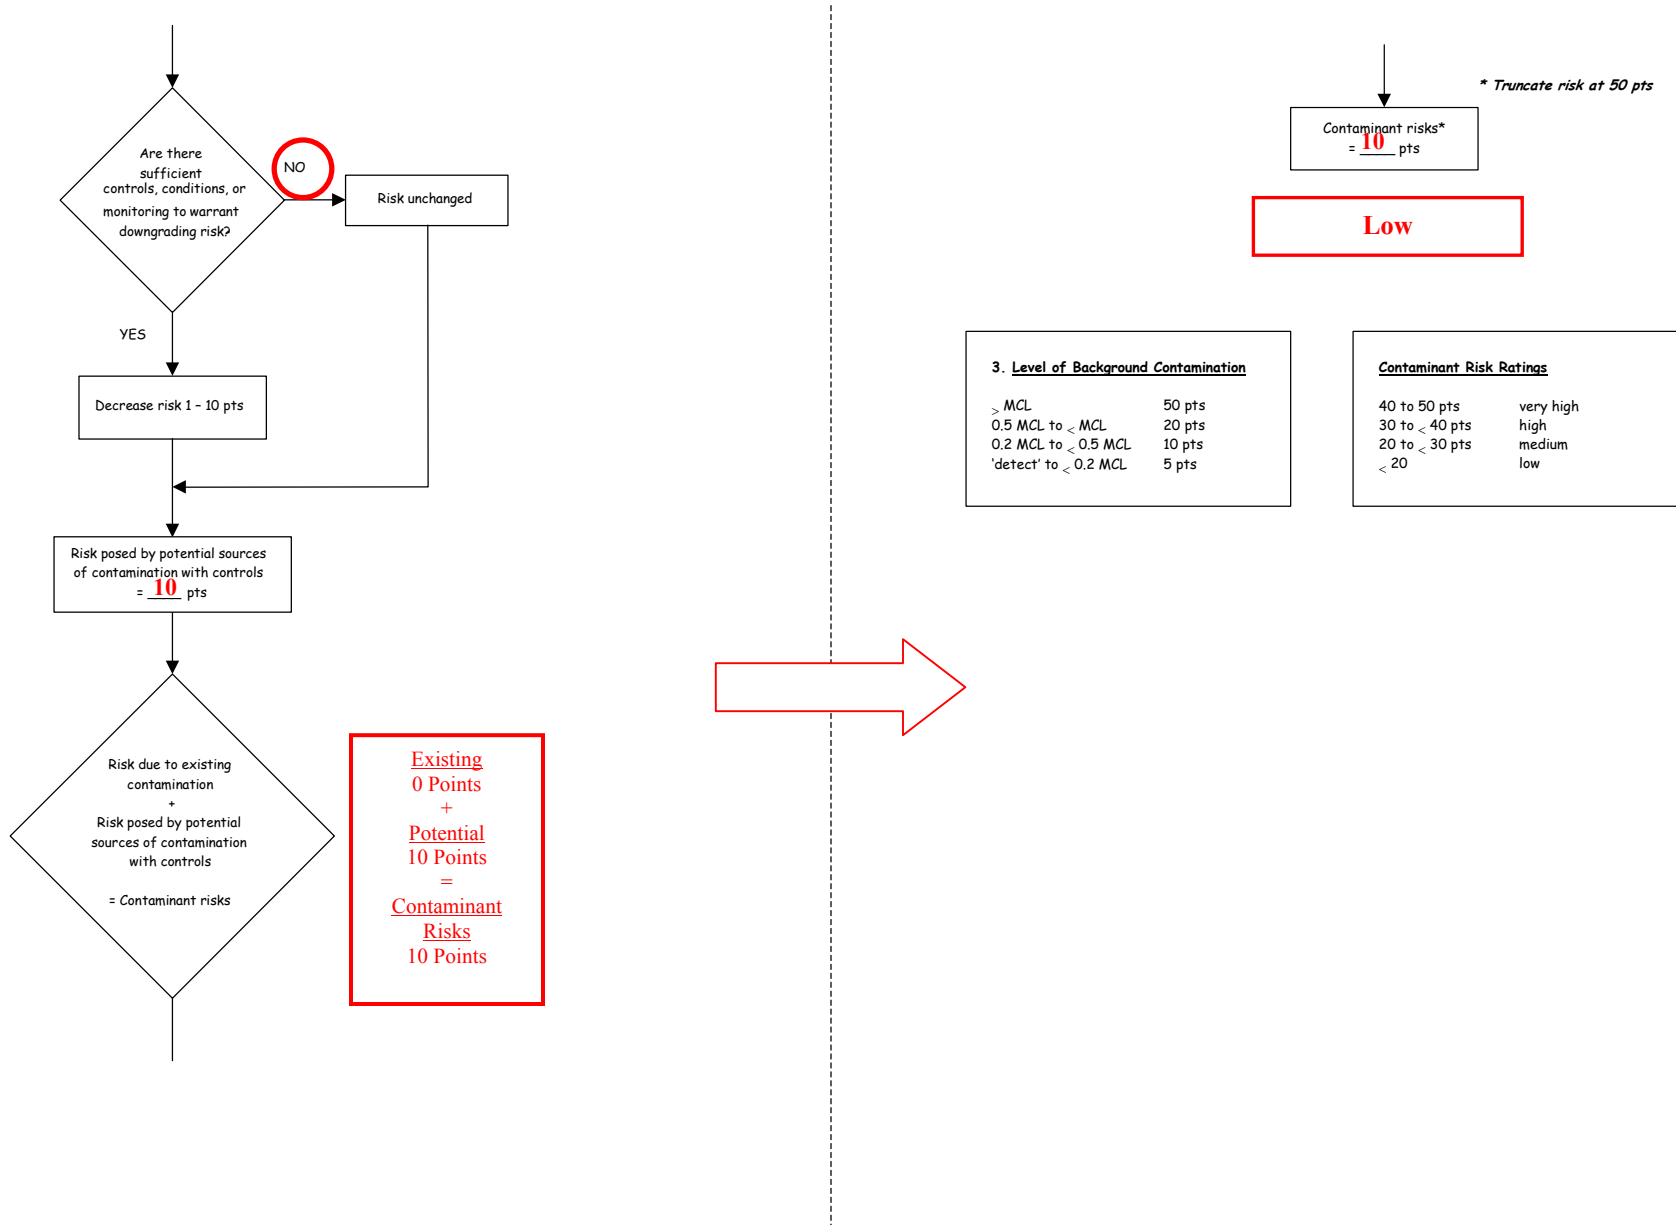 Are there
sufficient
controls, conditions, or
monitoring to warrant
downgrading risk?
NO
Risk unchanged
YES
Decrease risk 1 – 10 pts
Risk posed by potential sources
of contamination with controls
= 10 pts
Risk due to existing
contamination
+
Risk posed by potential
sources of contamination
with controls
= Contaminant risks
Existing
0 Points
+
Potential
10 Points
=
Contaminant
Risks
10 Points
* Truncate risk at 50 pts
Contaminant risks*
= 10 pts
Low
3. Level of Background Contamination
> MCL 50 pts
0.5 MCL to < MCL 20 pts
0.2 MCL to < 0.5 MCL 10 pts
‘detect’ to < 0.2 MCL 5 pts
Contaminant Risk Ratings
40 to 50 pts very high
30 to < 40 pts high
20 to < 30 pts medium
< 20 low